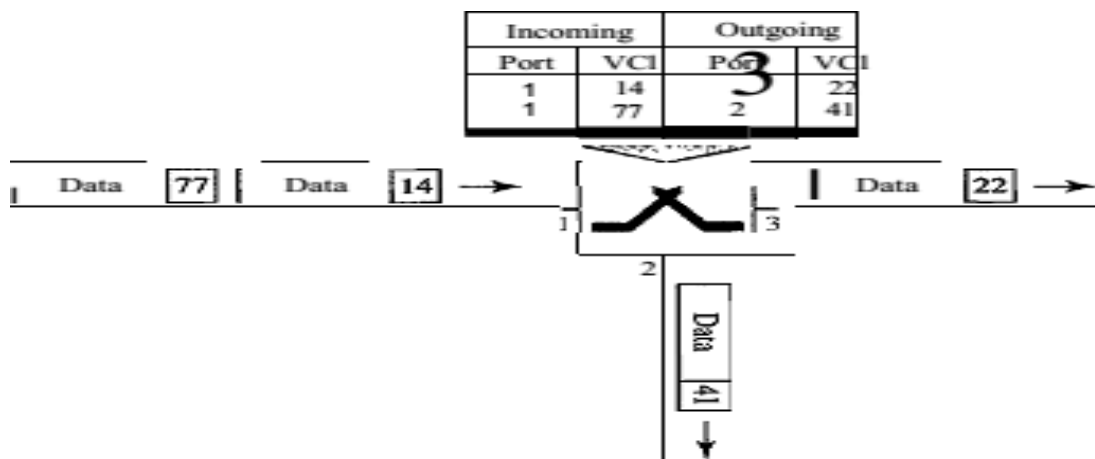 Incoming Outgoing
Port VCI Port VCI
1 14 3 22
1 77 2 41
Data 77 Data 14 Data 22
1 3
2
Data 41